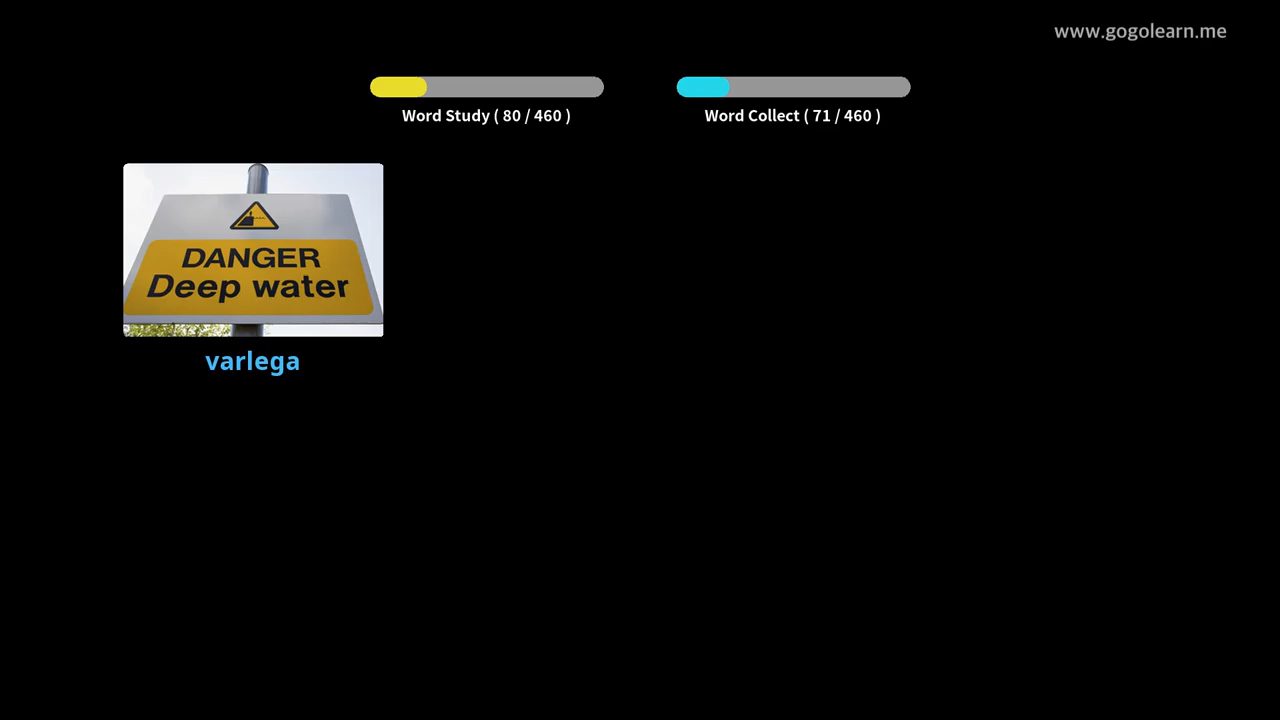 www.gogolearn.me
Word Study ( 80 / 460 )
Word Collect ( 71 / 460 )
DANGER
Deep water
varlega